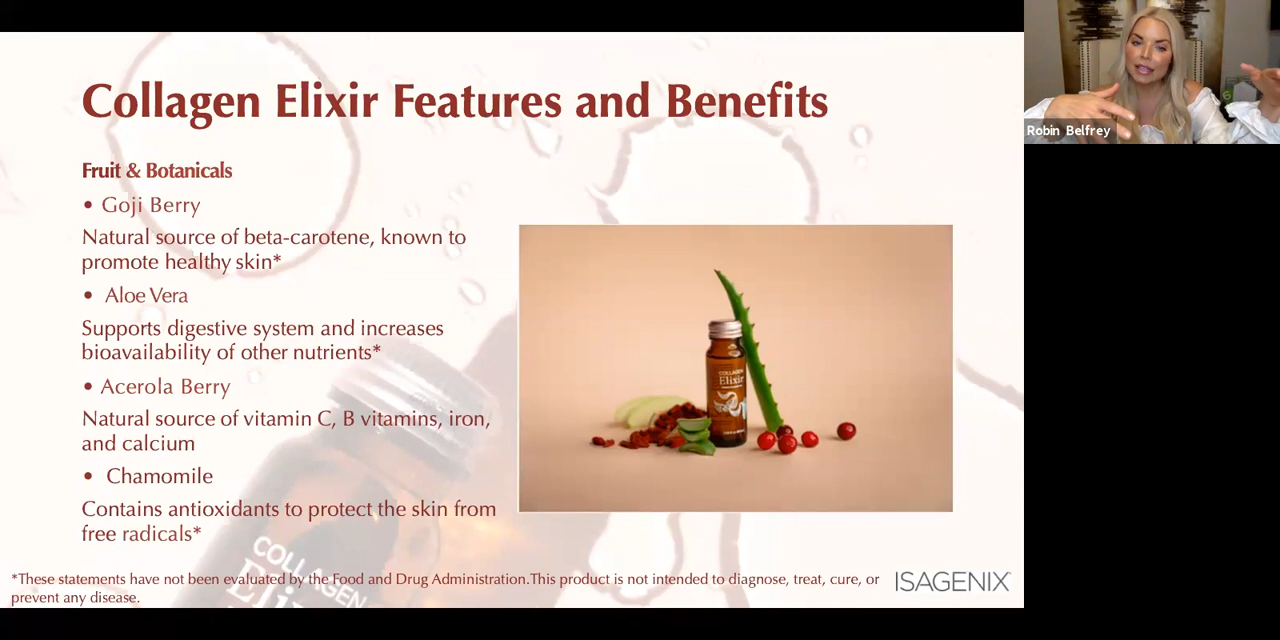 Collagen Elixir Features and Benefits
Fruit & Botanicals
• Goji Berry
Natural source of beta-carotene, known to
promote healthy skin*
• Aloe Vera
Supports digestive system and increases
bioavailability of other nutrients*
• Acerola Berry
Natural source of vitamin C, B vitamins, iron,
and calcium
• Chamomile
Contains antioxidants to protect the skin from
free radicals*
COLLAGEN
Elixir
COLLAGEN
Elixir
*These statements have not been evaluated by the Food and Drug Administration.This product is not intended to diagnose, treat, cure, or
prevent any disease.
ISAGENIX
Robin Belfrey